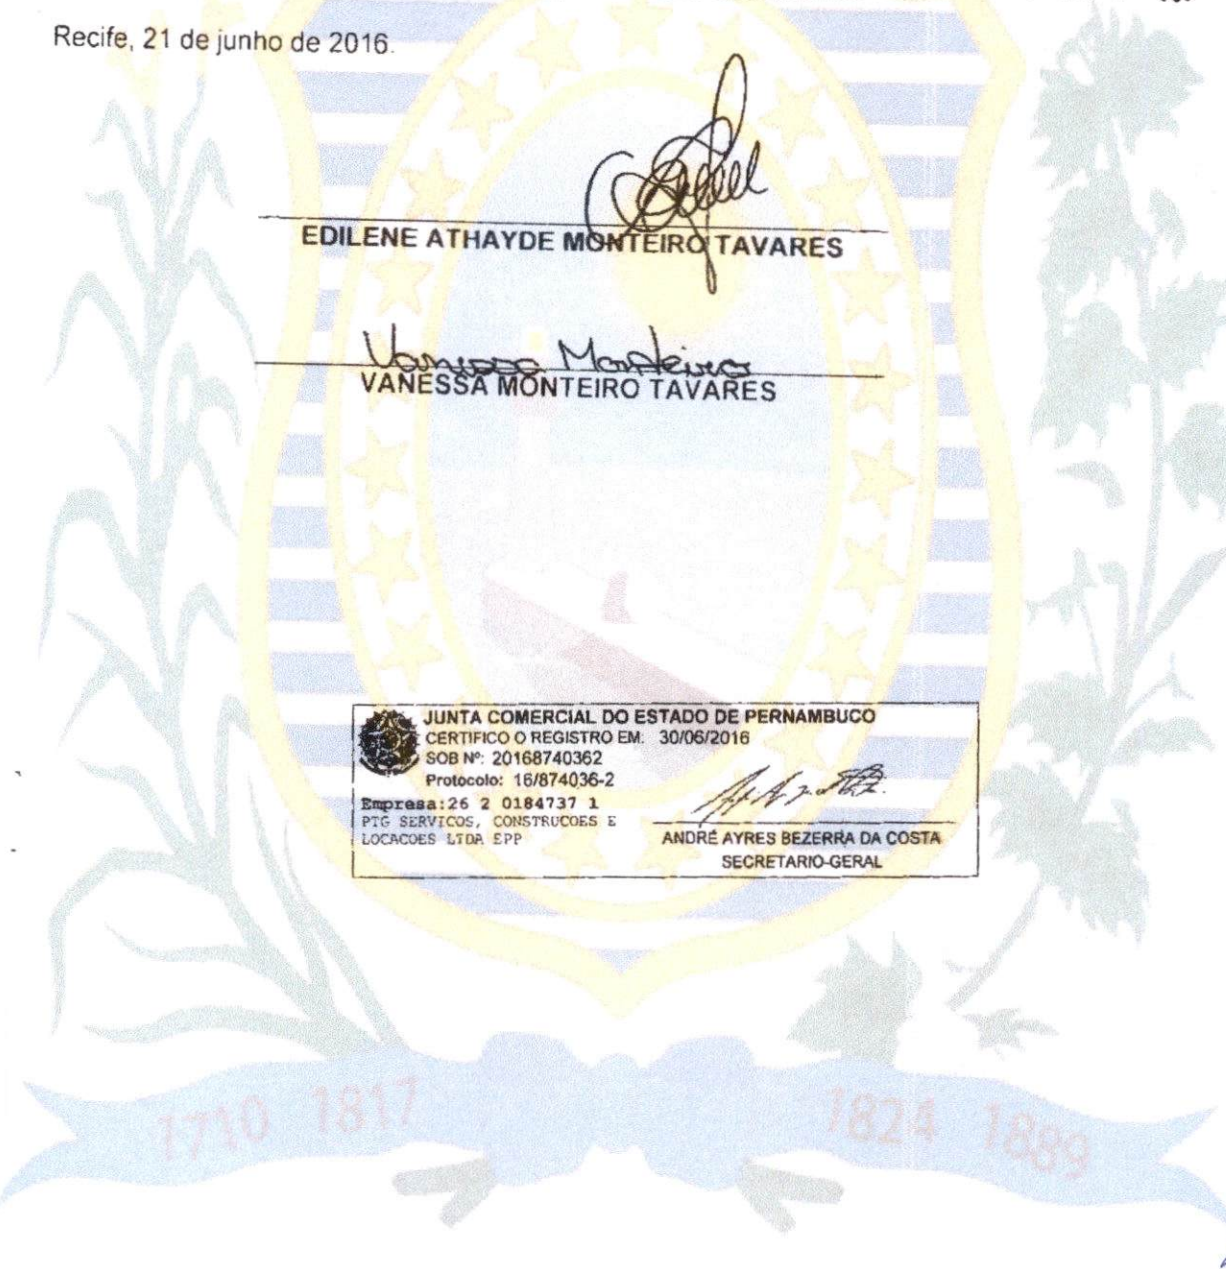 Recife, 21 de junho de 2016.
EDILENE ATHAYDE MONTEIRO TAVARES
Vanessa Monteiro
VANESSA MONTEIRO TAVARES
JUNTA COMERCIAL DO ESTADO DE PERNAMBUCO
CERTIFICO O REGISTRO EM: 30/06/2016
SOB Nº: 20168740362
Protocolo: 16/874036-2
Empresa:26 2 0184737 1
PTG SERVICOS, CONSTRUCOES E
LOCACOES LTDA EPP
ANDRÉ AYRES BEZERRA DA COSTA
SECRETARIO-GERAL
1710 1817 1824 1889